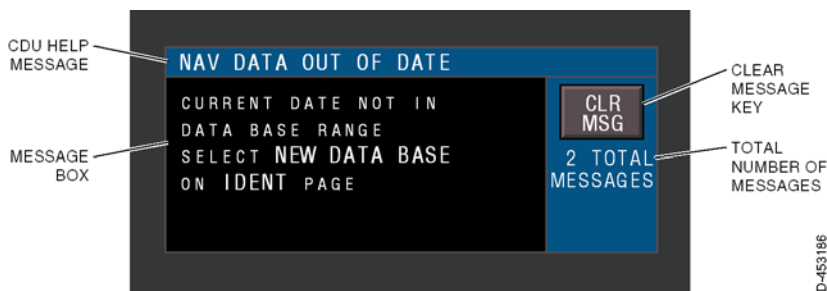 CDU HELP
MESSAGE
NAV DATA OUT OF DATE
CURRENT DATE NOT IN
DATA BASE RANGE
SELECT NEW DATA BASE
ON IDENT PAGE
MESSAGE
BOX
CLR
MSG
2 TOTAL
MESSAGES
CLEAR
MESSAGE
KEY
TOTAL
NUMBER OF
MESSAGES
D-453186